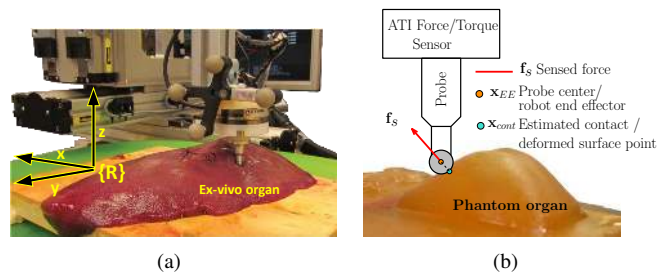 z
x
y
{R}
Ex-vivo organ
(a)
ATI Force/Torque
Sensor
Probe
f_s
f_s Sensed force
x_EE Probe center/
robot end effector
x_cont Estimated contact /
deformed surface point
Phantom organ
(b)